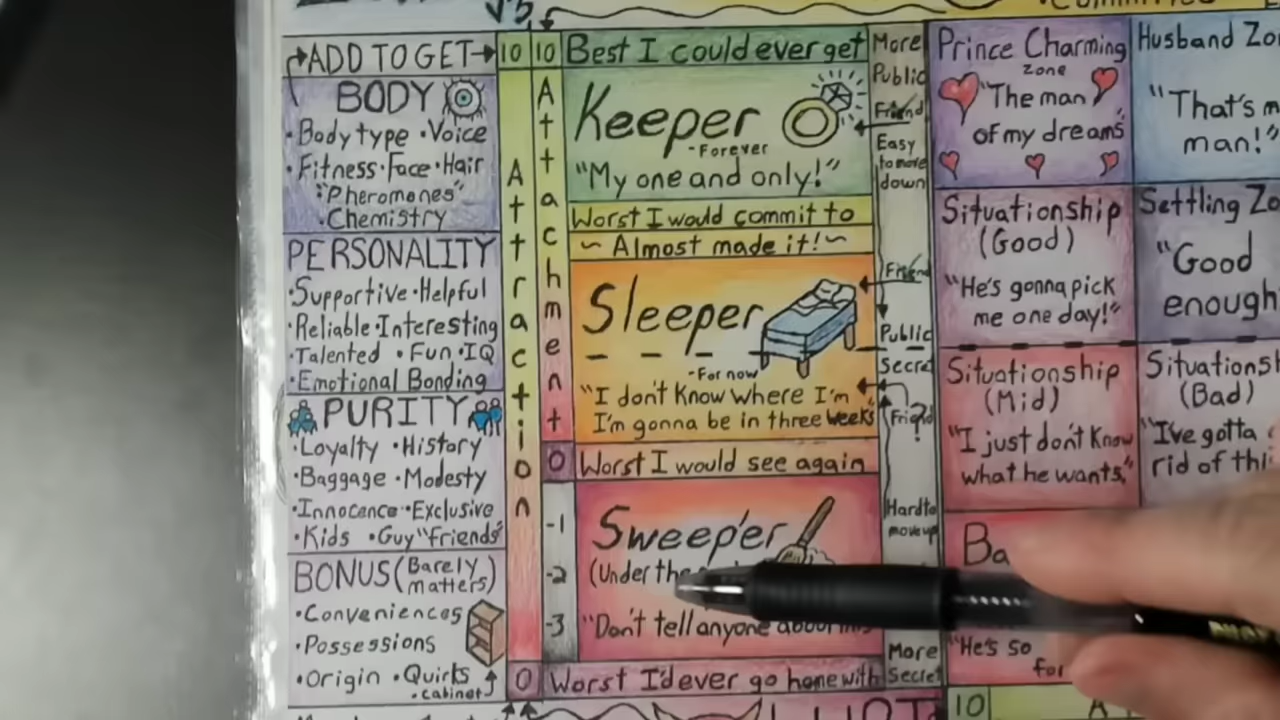 V3
ADD TO GET
BODY
•Body type •Voice
•Fitness•Face•Hair
"Pheromones"
•Chemistry
PERSONALITY
•Supportive•Helpful
•Reliable•Interesting
•Talented •Fun•IQ
•Emotional Bonding
PURITY
•Loyalty •History
•Baggage •Modesty
•Innocence•Exclusive
•Kids •Guy "Friends"
BONUS (Barely matters)
•Conveniences
•Possessions
•Origin •Quirks
•cabinet
10
Attraction
0
10
Attachment
0
-1
-2
-3
Best I could ever get
Keeper
-Forever
"My one and only!"
Worst I would commit to
~ Almost made it! ~
Sleeper
-For now
"I don't know where I'm
I'm gonna be in three weeks"
Worst I would see again
Sweeper
(Under the
"Don't tell anyone about this
Worst I'd ever go home with
More
Public
Friend
Easy
to move
down
Friend
Public
Secret
Friend?
Hard to
move up
More
Secret
Prince Charming
zone
"The man
of my dreams"
Situationship
(Good)
"He's gonna pick
me one day!"
Situationship
(Mid)
"I just don't know
what he wants"
Ba
"He's so
for
10
Husband Zo
"That's m
man!"
Settling Zo
"Good
enough
Situations
(Bad)
"I've gotta
rid of thi